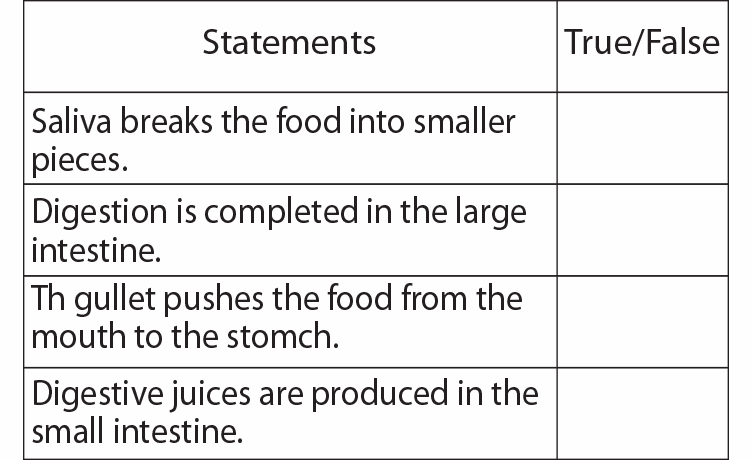 Statements True/False
Saliva breaks the food into smaller
pieces.
Digestion is completed in the large
intestine.
Th gullet pushes the food from the
mouth to the stomch.
Digestive juices are produced in the
small intestine.